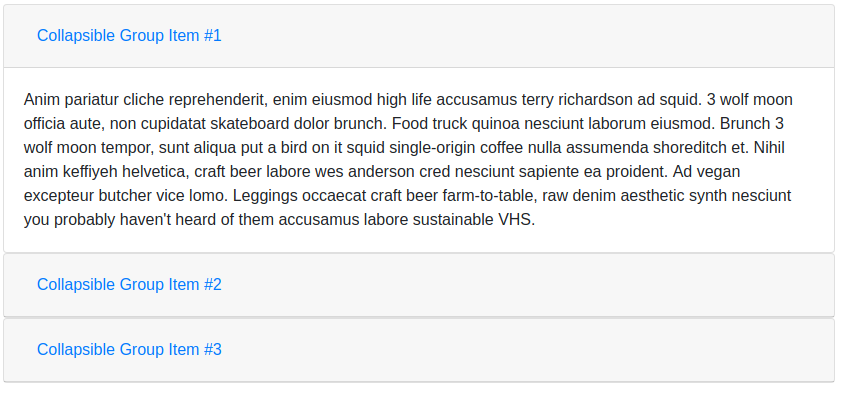 Collapsible Group Item #1
Anim pariatur cliche reprehenderit, enim eiusmod high life accusamus terry richardson ad squid. 3 wolf moon
officia aute, non cupidatat skateboard dolor brunch. Food truck quinoa nesciunt laborum eiusmod. Brunch 3
wolf moon tempor, sunt aliqua put a bird on it squid single-origin coffee nulla assumenda shoreditch et. Nihil
anim keffiyeh helvetica, craft beer labore wes anderson cred nesciunt sapiente ea proident. Ad vegan
excepteur butcher vice lomo. Leggings occaecat craft beer farm-to-table, raw denim aesthetic synth nesciunt
you probably haven't heard of them accusamus labore sustainable VHS.
Collapsible Group Item #2
Collapsible Group Item #3